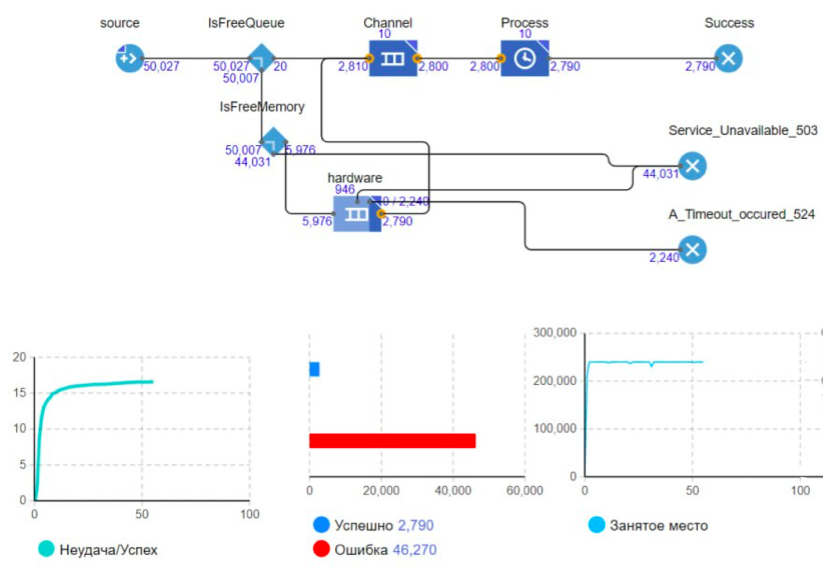 source
IsFreeQueue
Channel
Process
Success
10
10
50,027
50,027
20
2,810
2,800
2,800
2,790
2,790
50,007
IsFreeMemory
Service_Unavailable_503
50,007
5,976
44,031
44,031
hardware
946
0 / 2,240
A_Timeout_occured_524
5,976
2,790
2,240
20
15
10
5
0
0
50
100
Неудача/Успех
0
20,000
40,000
60,000
Успешно 2,790
Ошибка 46,270
300,000
200,000
100,000
0
0
50
100
Занятое место